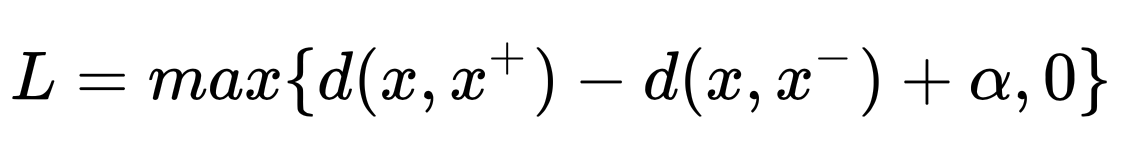 L = max{d(x, x⁺) − d(x, x⁻) + α, 0}